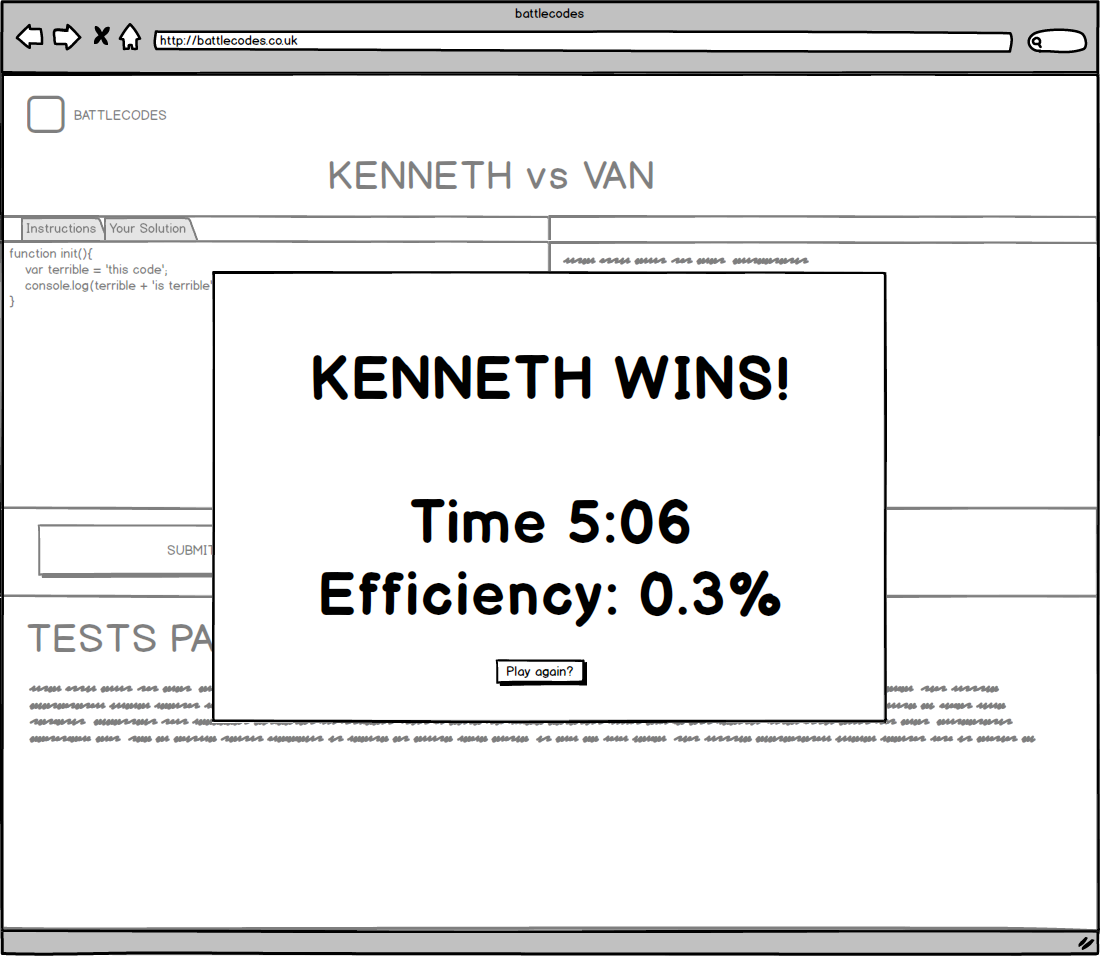 battlecodes
http://battlecodes.co.uk
BATTLECODES
KENNETH vs VAN
Instructions
Your Solution
function init(){
var terrible = 'this code';
console.log(terrible + 'is terrible'
}
KENNETH WINS!
Time 5:06
Efficiency: 0.3%
Play again?
SUBMIT
TESTS PA